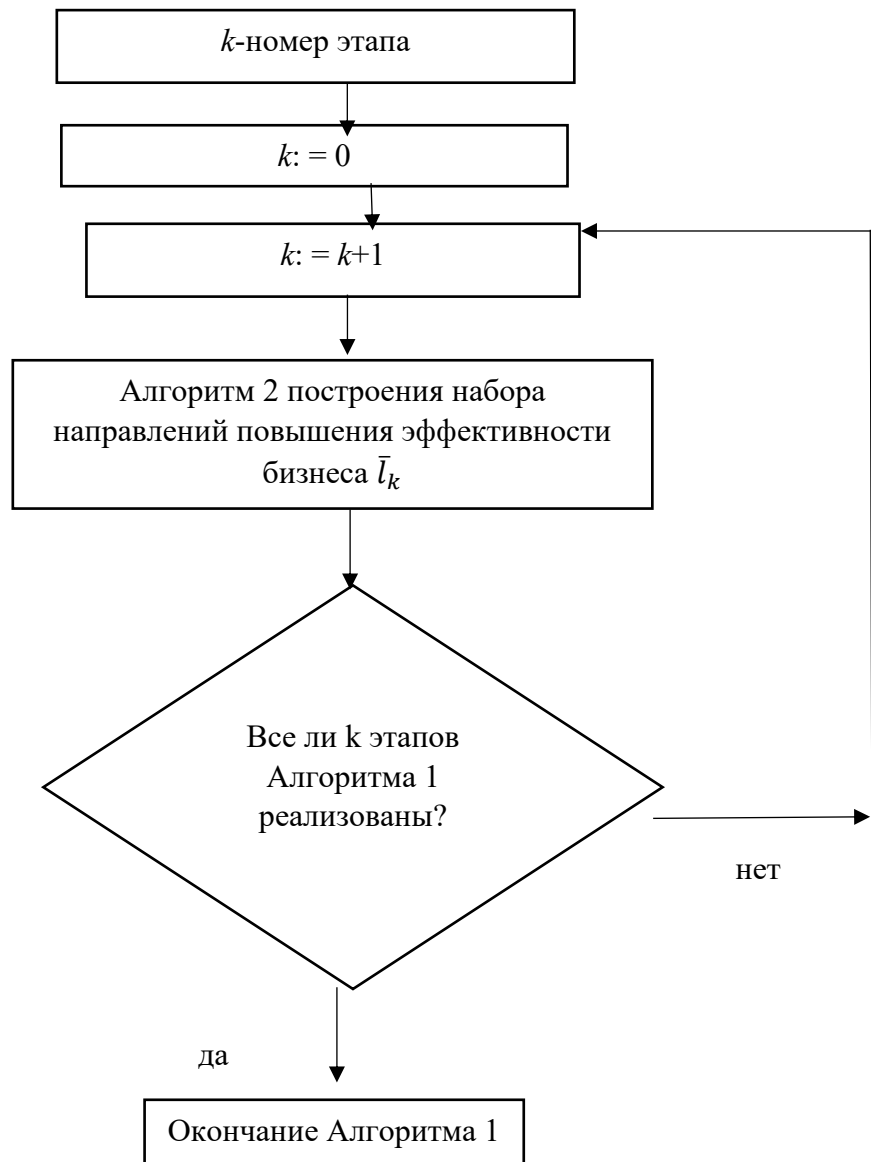 k-номер этапа
k: = 0
k: = k+1
Алгоритм 2 построения набора
направлений повышения эффективности
бизнеса l̄ₖ
Все ли k этапов
Алгоритма 1
реализованы?
нет
да
Окончание Алгоритма 1